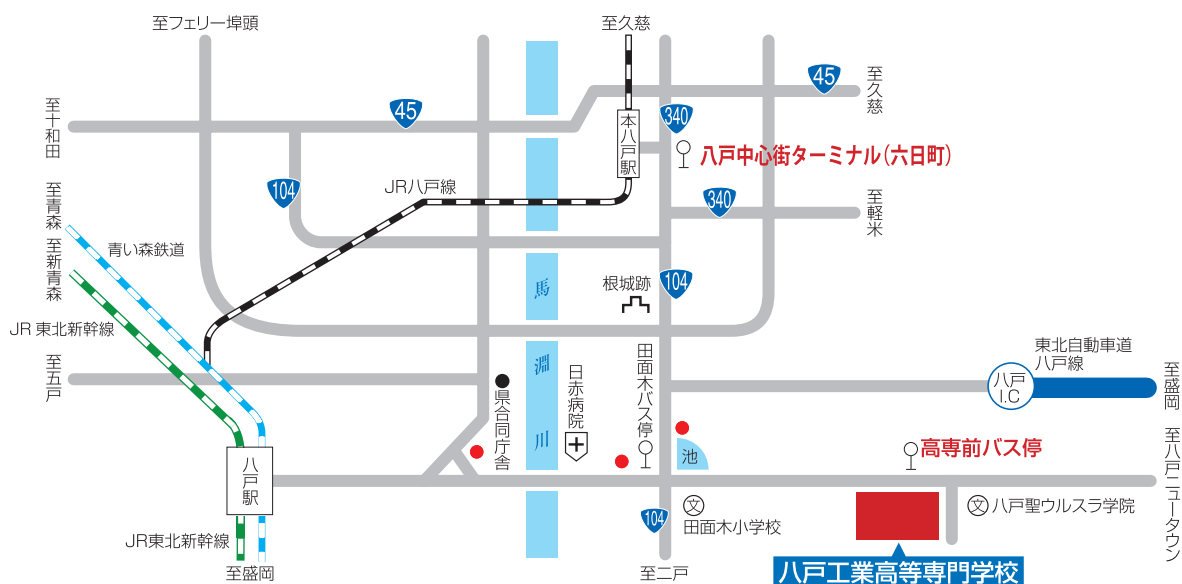 至フェリー埠頭
至久慈
45
45
至久慈
至十和田
340
本八戸駅
八戸中心街ターミナル(六日町)
104
JR八戸線
340
至軽米
至青森
青い森鉄道
至新青森
馬淵川
根城跡
104
JR 東北新幹線
至五戸
県合同庁舎
日赤病院
田面木バス停
東北自動車道
八戸線
八戸
I.C
至盛岡
池
高専前バス停
至八戸ニュータウン
八戸駅
文
田面木小学校
文 八戸聖ウルスラ学院
104
JR東北新幹線
至盛岡
至二戸
八戸工業高等専門学校